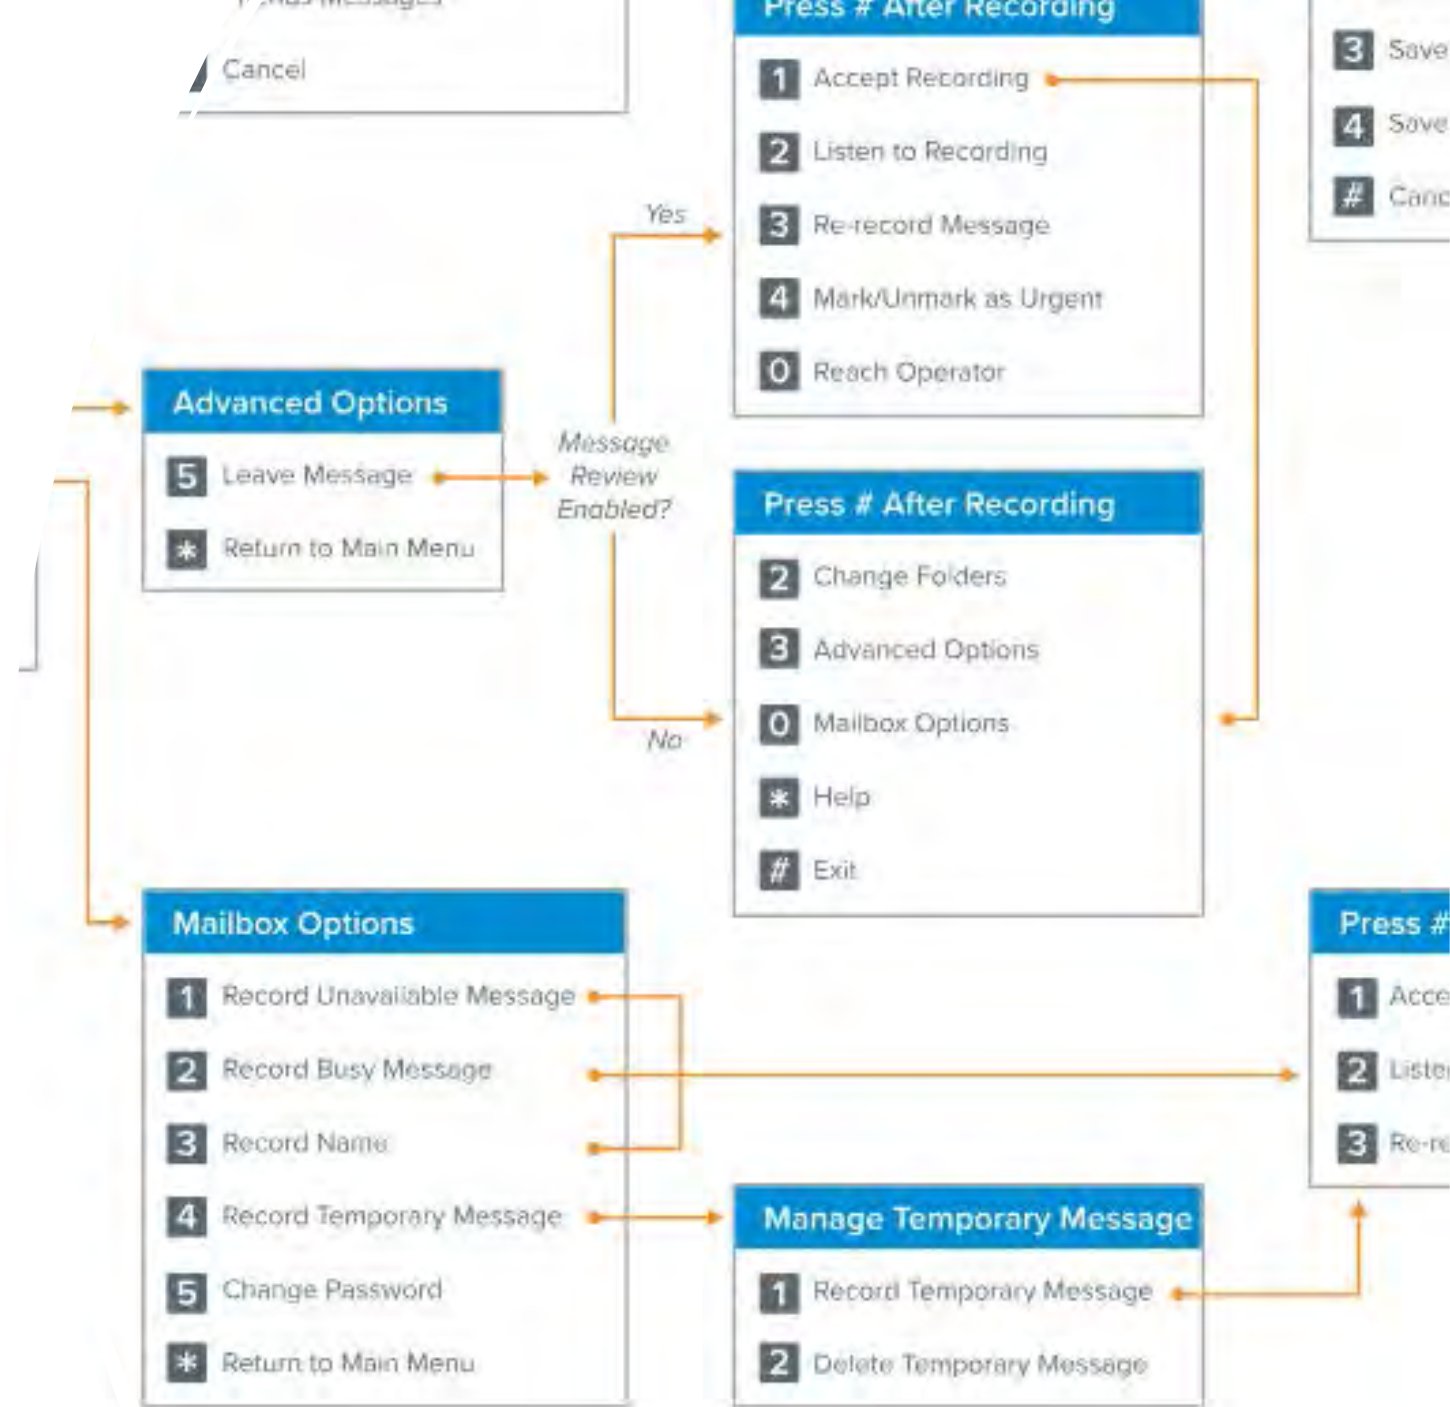 Messages
Cancel
Press # After Recording
1 Accept Recording
2 Listen to Recording
3 Re-record Message
4 Mark/Unmark as Urgent
0 Reach Operator
3 Save
4 Save
#
Yes
Advanced Options
5 Leave Message
* Return to Main Menu
Message
Review
Enabled?
No
Press # After Recording
2 Change Folders
3 Advanced Options
0 Mailbox Options
* Help
# Exit
Mailbox Options
1 Record Unavailable Message
2 Record Busy Message
3 Record Name
4 Record Temporary Message
5 Change Password
* Return to Main Menu
Manage Temporary Message
1 Record Temporary Message
2 Delete Temporary Message
Press #
1
2
3